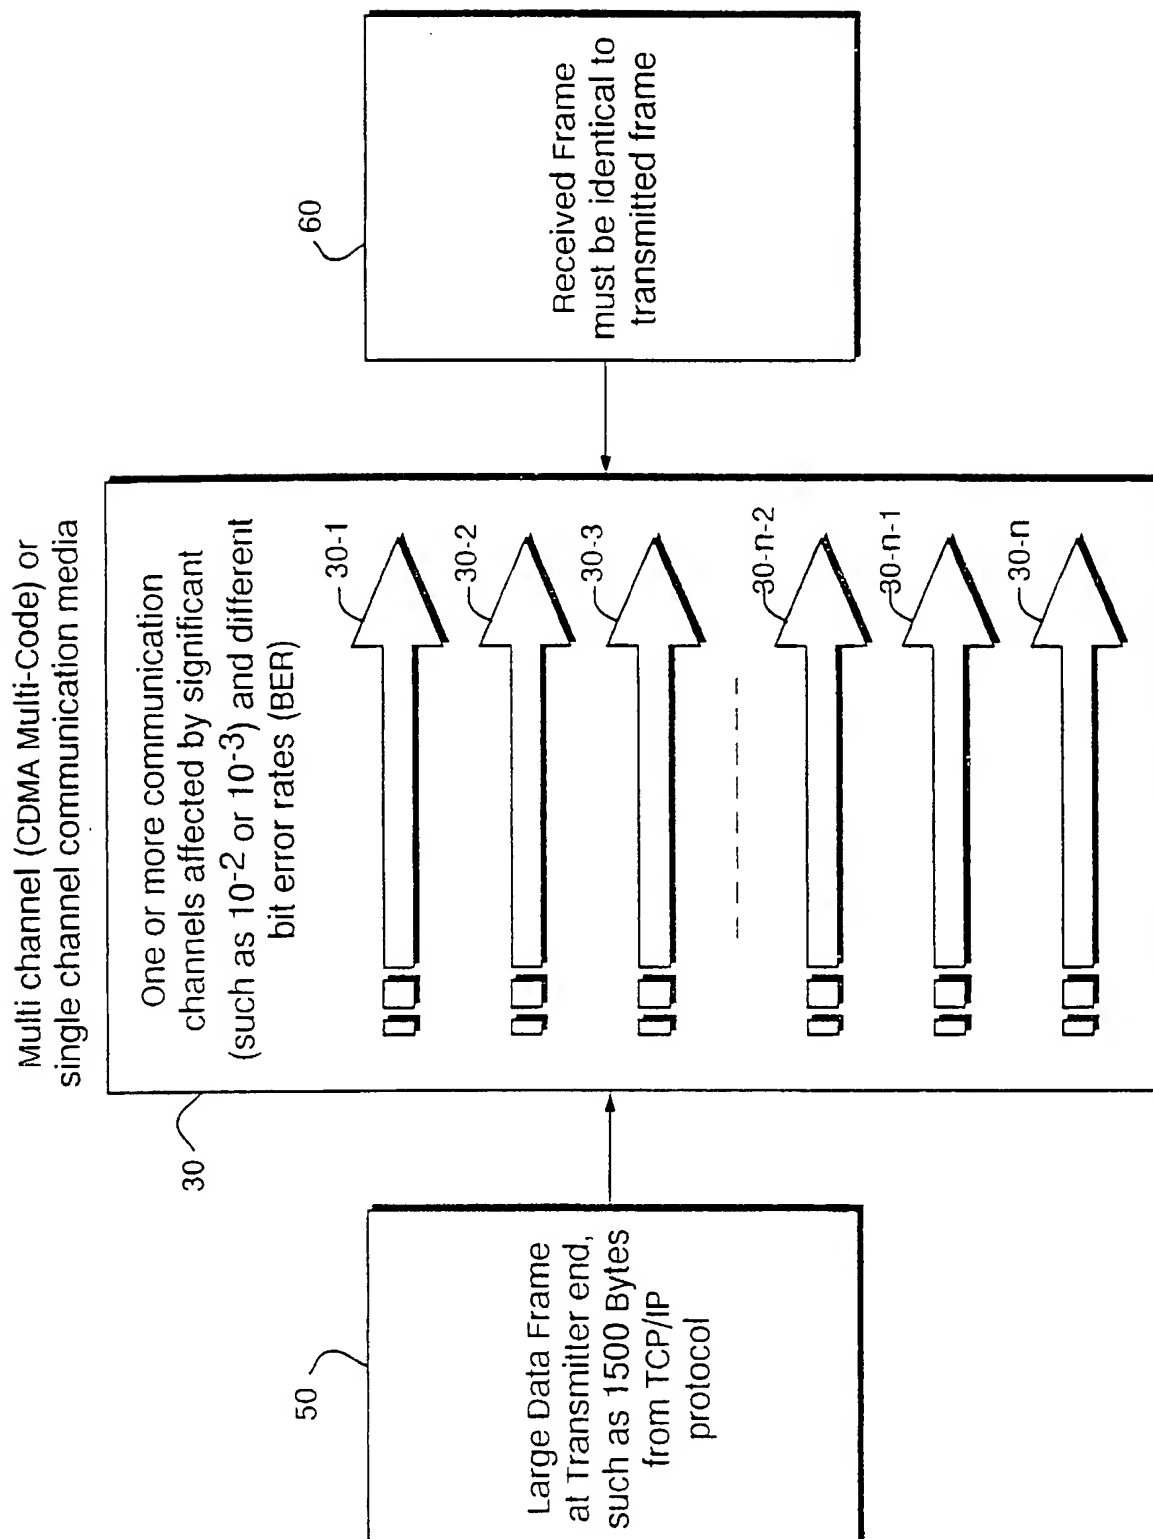 Multi channel (CDMA Multi-Code) or
single channel communication media
30
One or more communication
channels affected by significant
(such as 10⁻² or 10⁻³) and different
bit error rates (BER)
30-1
30-2
30-3
30-n-2
30-n-1
30-n
50
Large Data Frame
at Transmitter end,
such as 1500 Bytes
from TCP/IP
protocol
60
Received Frame
must be identical to
transmitted frame